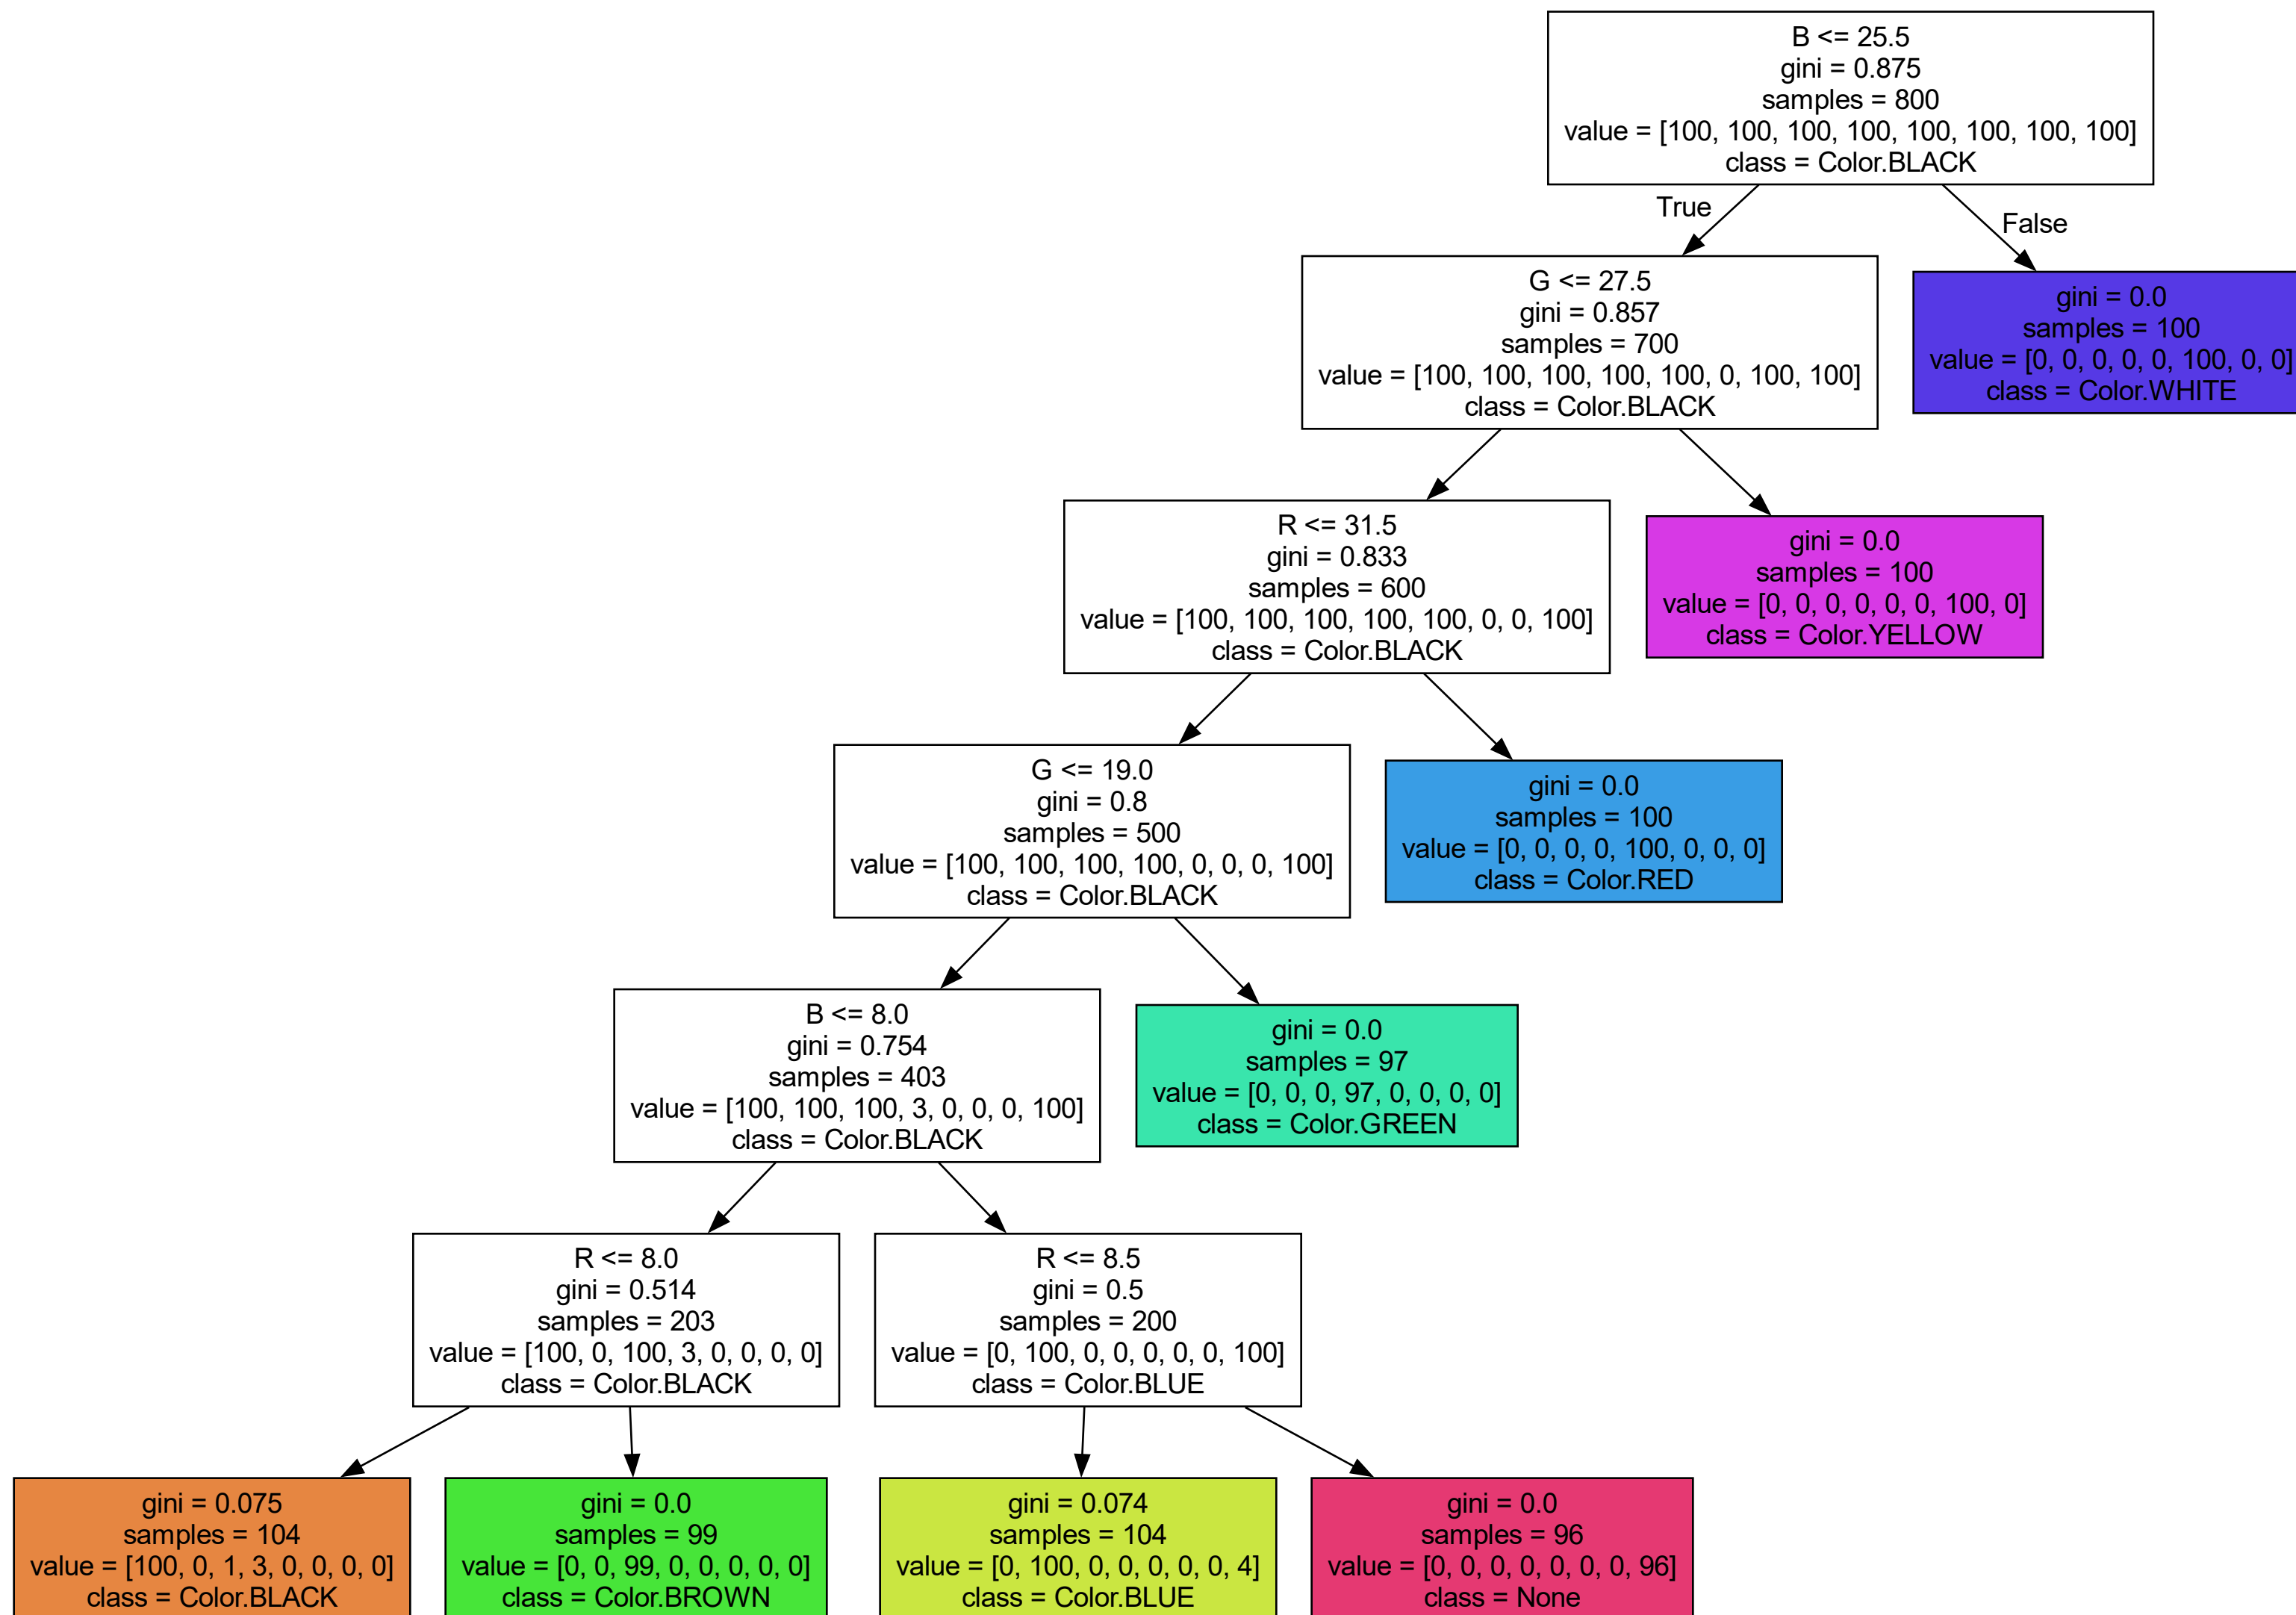 B <= 25.5
gini = 0.875
samples = 800
value = [100, 100, 100, 100, 100, 100, 100, 100]
class = Color.BLACK
True
False
G <= 27.5
gini = 0.857
samples = 700
value = [100, 100, 100, 100, 100, 0, 100, 100]
class = Color.BLACK
gini = 0.0
samples = 100
value = [0, 0, 0, 0, 0, 100, 0, 0]
class = Color.WHITE
R <= 31.5
gini = 0.833
samples = 600
value = [100, 100, 100, 100, 100, 0, 0, 100]
class = Color.BLACK
gini = 0.0
samples = 100
value = [0, 0, 0, 0, 0, 0, 100, 0]
class = Color.YELLOW
G <= 19.0
gini = 0.8
samples = 500
value = [100, 100, 100, 100, 0, 0, 0, 100]
class = Color.BLACK
gini = 0.0
samples = 100
value = [0, 0, 0, 0, 100, 0, 0, 0]
class = Color.RED
B <= 8.0
gini = 0.754
samples = 403
value = [100, 100, 100, 3, 0, 0, 0, 100]
class = Color.BLACK
gini = 0.0
samples = 97
value = [0, 0, 0, 97, 0, 0, 0, 0]
class = Color.GREEN
R <= 8.0
gini = 0.514
samples = 203
value = [100, 0, 100, 3, 0, 0, 0, 0]
class = Color.BLACK
R <= 8.5
gini = 0.5
samples = 200
value = [0, 100, 0, 0, 0, 0, 0, 100]
class = Color.BLUE
gini = 0.075
samples = 104
value = [100, 0, 1, 3, 0, 0, 0, 0]
class = Color.BLACK
gini = 0.0
samples = 99
value = [0, 0, 99, 0, 0, 0, 0, 0]
class = Color.BROWN
gini = 0.074
samples = 104
value = [0, 100, 0, 0, 0, 0, 0, 4]
class = Color.BLUE
gini = 0.0
samples = 96
value = [0, 0, 0, 0, 0, 0, 0, 96]
class = None